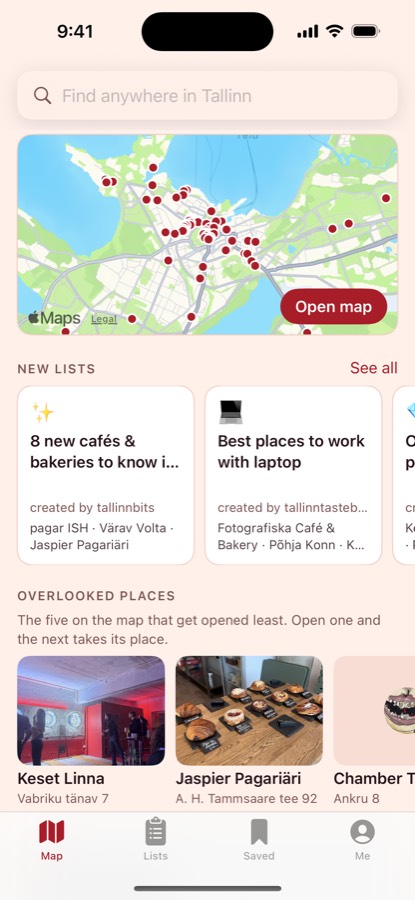 9:41
Find anywhere in Tallinn
Maps
Legal
Open map
NEW LISTS
See all
8 new cafés &
bakeries to know i...
created by tallinnbits
pagar ISH · Värav Volta ·
Jaspier Pagariäri
Best places to work
with laptop
created by tallinntasteb...
Fotografiska Café &
Bakery · Põhja Konn · K...
OVERLOOKED PLACES
The five on the map that get opened least. Open one and
the next takes its place.
Keset Linna
Vabriku tänav 7
Jaspier Pagariäri
A. H. Tammsaare tee 92
Chamber T
Ankru 8
Map
Lists
Saved
Me